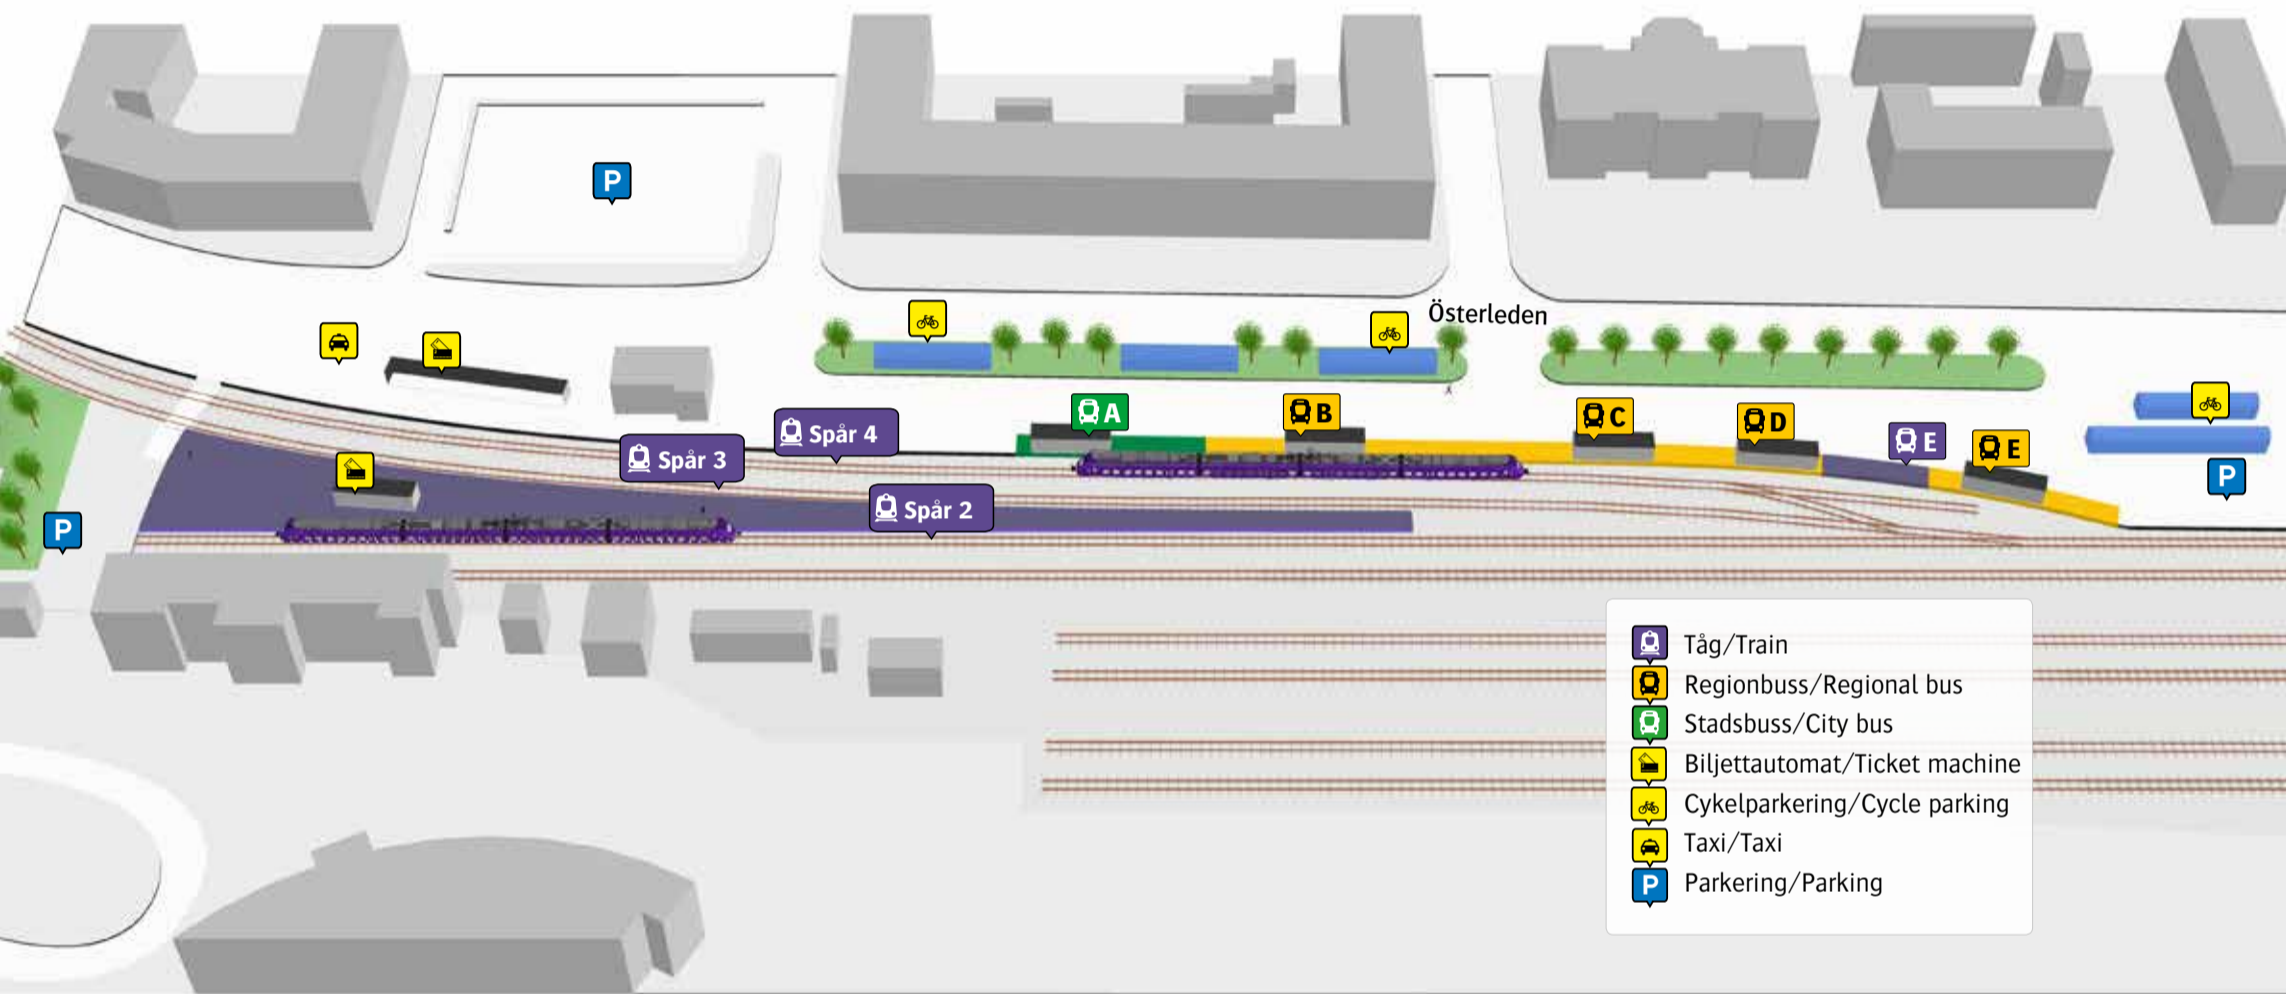 P
Österleden
A
B
C
D
E
E
Spår 4
Spår 3
Spår 2
P
P
Tåg/Train
Regionbuss/Regional bus
Stadsbuss/City bus
Biljettautomat/Ticket machine
Cykelparkering/Cycle parking
Taxi/Taxi
P Parkering/Parking